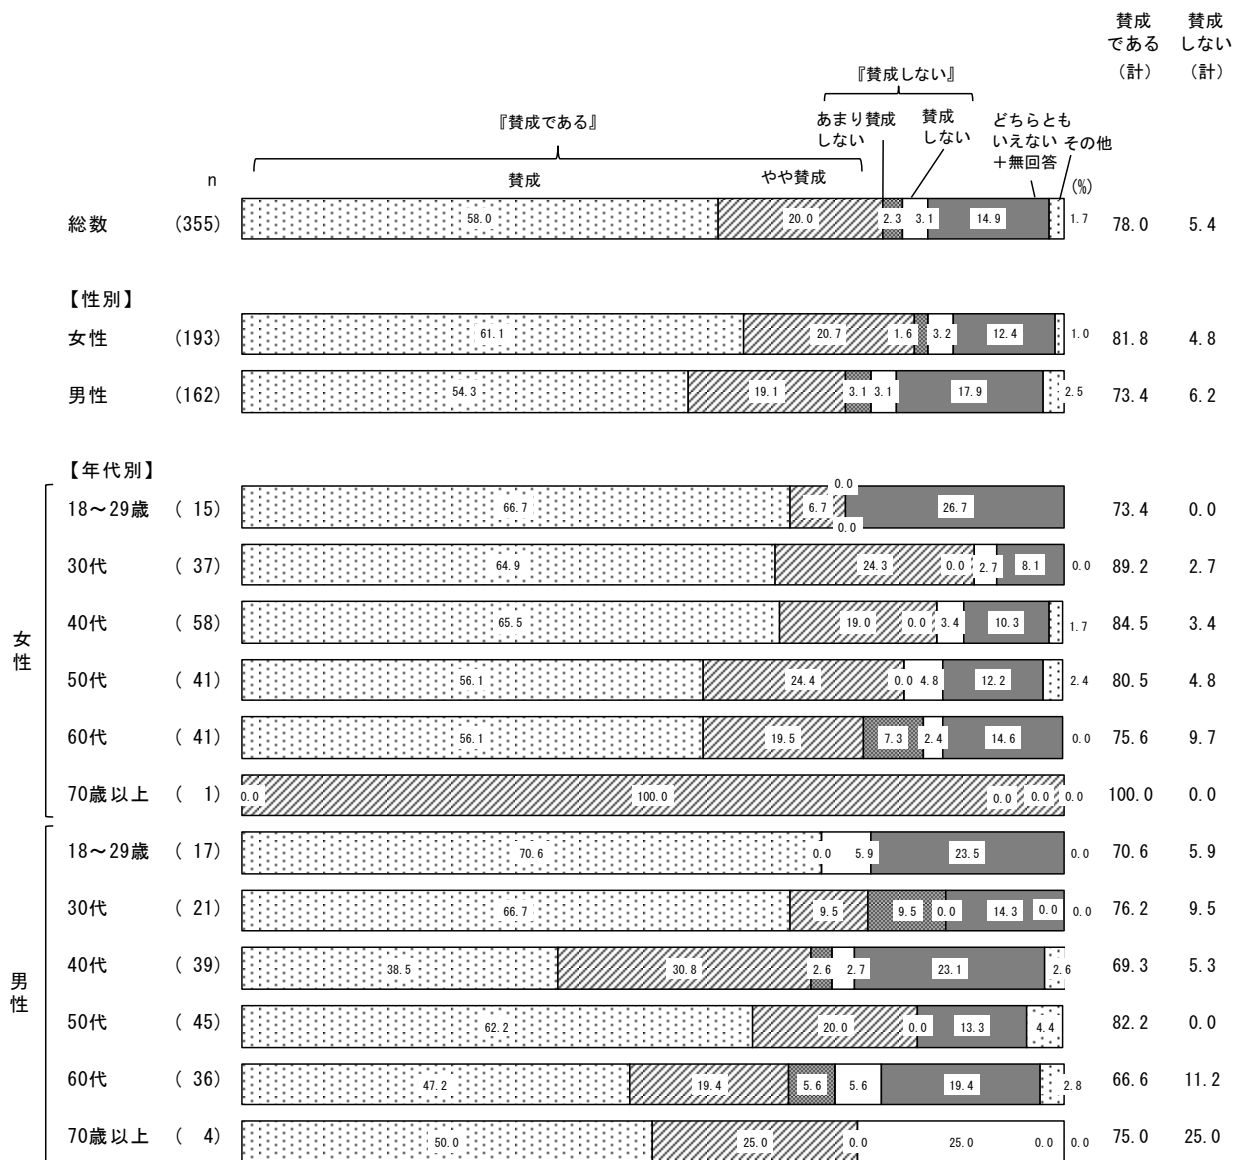 賛成 賛成
である しない
（計） （計）
『賛成しない』
『賛成である』
あまり賛成 賛成 どちらとも
しない しない いえない その他
＋無回答
n 賛成 やや賛成 (%)
総数 (355) 58.0 20.0 2.3 3.1 14.9 1.7 78.0 5.4
【性別】
女性 (193) 61.1 20.7 1.6 3.2 12.4 1.0 81.8 4.8
男性 (162) 54.3 19.1 3.1 3.1 17.9 2.5 73.4 6.2
【年代別】
女性
18～29歳 ( 15) 66.7 6.7 0.0 0.0 26.7 73.4 0.0
30代 ( 37) 64.9 24.3 0.0 2.7 8.1 0.0 89.2 2.7
40代 ( 58) 65.5 19.0 0.0 3.4 10.3 1.7 84.5 3.4
50代 ( 41) 56.1 24.4 0.0 4.8 12.2 2.4 80.5 4.8
60代 ( 41) 56.1 19.5 7.3 2.4 14.6 0.0 75.6 9.7
70歳以上 ( 1) 0.0 100.0 0.0 0.0 0.0 100.0 0.0
男性
18～29歳 ( 17) 70.6 0.0 5.9 23.5 0.0 70.6 5.9
30代 ( 21) 66.7 9.5 9.5 0.0 14.3 0.0 0.0 76.2 9.5
40代 ( 39) 38.5 30.8 2.6 2.7 23.1 2.6 69.3 5.3
50代 ( 45) 62.2 20.0 0.0 13.3 4.4 82.2 0.0
60代 ( 36) 47.2 19.4 5.6 5.6 19.4 2.8 66.6 11.2
70歳以上 ( 4) 50.0 25.0 0.0 25.0 0.0 0.0 75.0 25.0